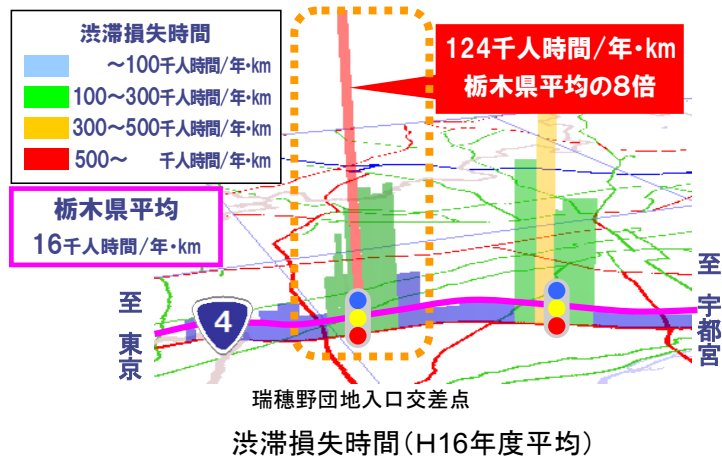 渋滞損失時間
～100千人時間/年・km
100～300千人時間/年・km
300～500千人時間/年・km
500～　千人時間/年・km
124千人時間/年・km
栃木県平均の8倍
栃木県平均
16千人時間/年・km
至 東京
4
至 宇都宮
瑞穂野団地入口交差点
渋滞損失時間（H16年度平均）